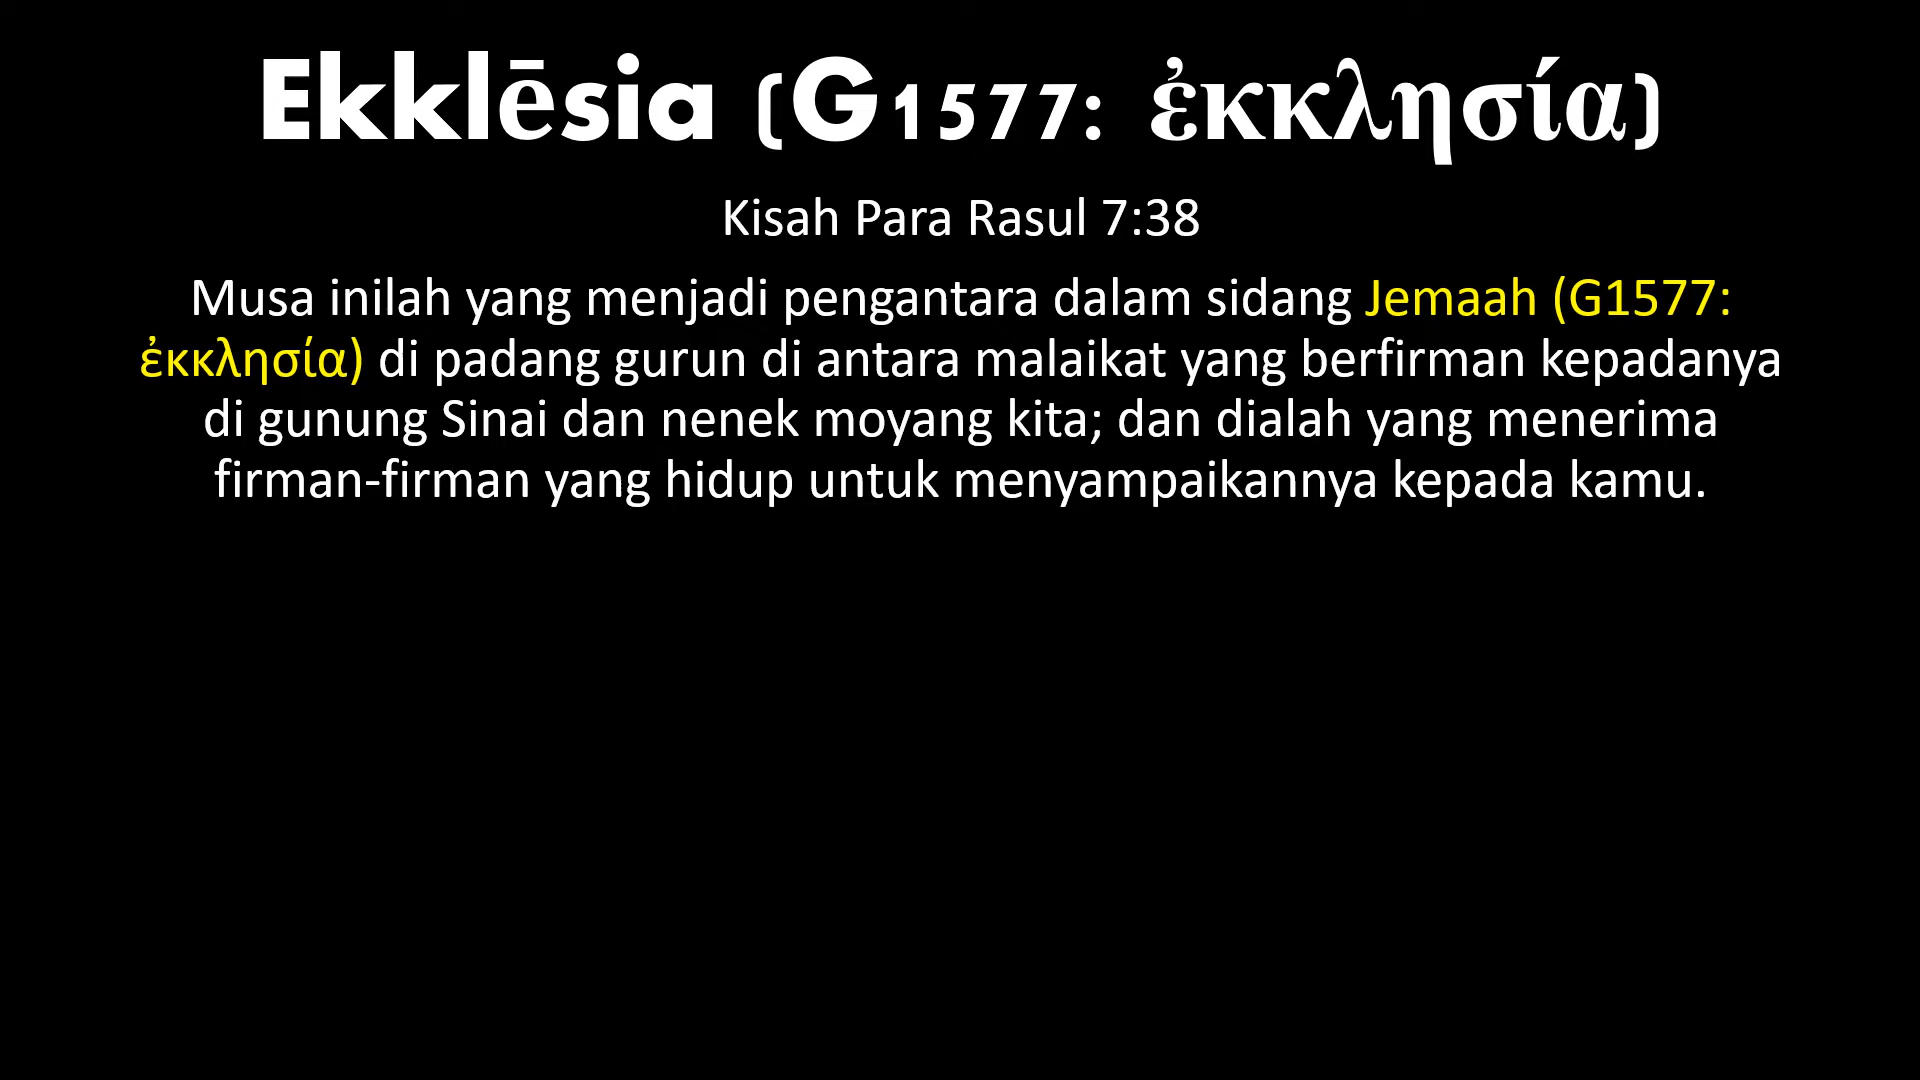 Ekklēsia (G1577: ἐκκλησία)
Kisah Para Rasul 7:38
Musa inilah yang menjadi pengantara dalam sidang Jemaah (G1577:
ἐκκλησία) di padang gurun di antara malaikat yang berfirman kepadanya
di gunung Sinai dan nenek moyang kita; dan dialah yang menerima
firman-firman yang hidup untuk menyampaikannya kepada kamu.